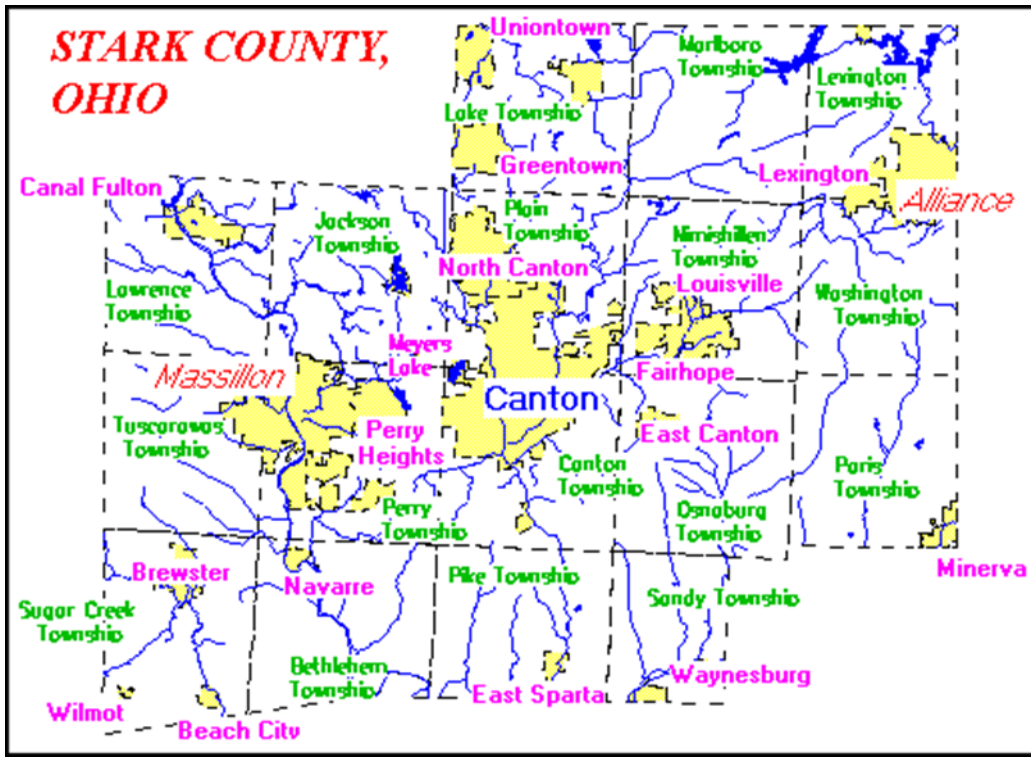 STARK COUNTY,
OHIO
Uniontown
Marlboro
Township
Lexington
Township
Lake Township
Greentown
Lexington
Alliance
Canal Fulton
Jackson
Township
Plain
Township
Nimishillen
Township
North Canton
Louisville
Lawrence
Township
Washington
Township
Meyers
Lake
Massillon
Fairhope
Canton
Tuscarawas
Township
Perry
Heights
East Canton
Canton
Township
Paris
Township
Perry
Township
Osnaburg
Township
Brewster
Navarre
Pike Township
Sandy Township
Minerva
Sugar Creek
Township
Bethlehem
Township
East Sparta
Waynesburg
Wilmot
Beach City